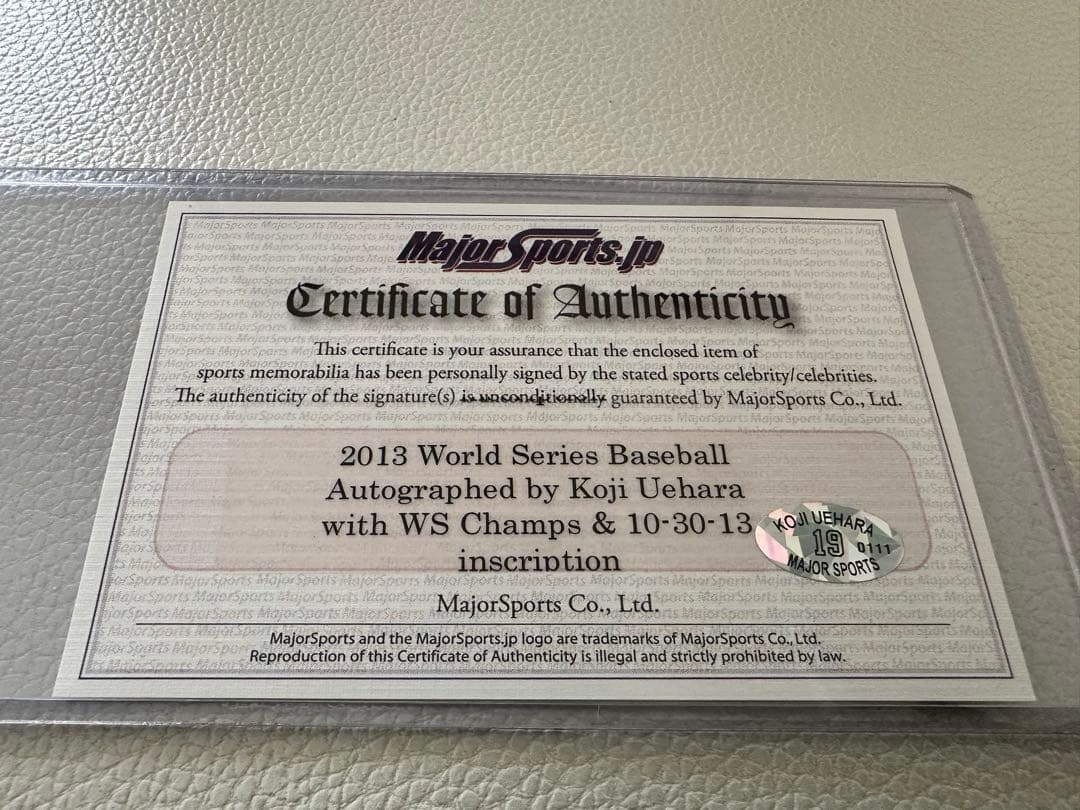 MajorSports.jp
Certificate of Authenticity
This certificate is your assurance that the enclosed item of
sports memorabilia has been personally signed by the stated sports celebrity/celebrities.
The authenticity of the signature(s) is unconditionally guaranteed by MajorSports Co., Ltd.
2013 World Series Baseball
Autographed by Koji Uehara
with WS Champs & 10-30-13
inscription
KOJI UEHARA
19 0111
MAJOR SPORTS
MajorSports Co., Ltd.
MajorSports and the MajorSports.jp logo are trademarks of MajorSports Co., Ltd.
Reproduction of this Certificate of Authenticity is illegal and strictly prohibited by law.